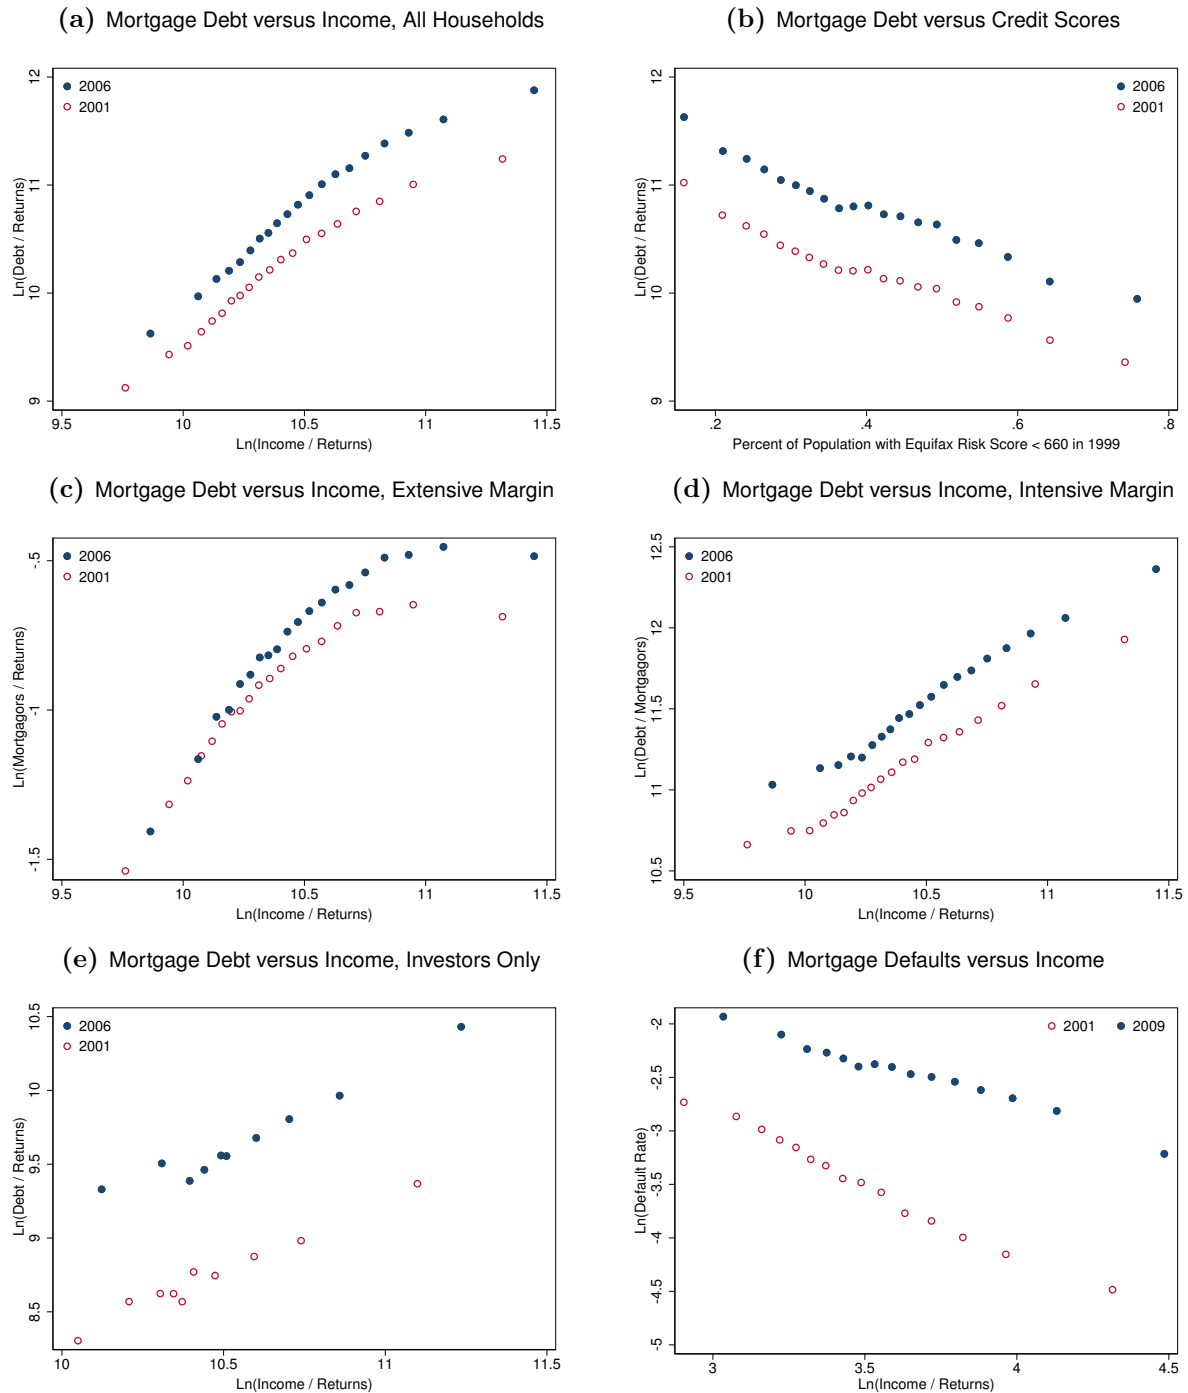 (a) Mortgage Debt versus Income, All Households
2006
2001
Ln(Debt / Returns)
12
11
10
9
9.5 10 10.5 11 11.5
Ln(Income / Returns)
(b) Mortgage Debt versus Credit Scores
2006
2001
Ln(Debt / Returns)
12
11
10
9
.2 .4 .6 .8
Percent of Population with Equifax Risk Score < 660 in 1999
(c) Mortgage Debt versus Income, Extensive Margin
2006
2001
Ln(Mortgagors / Returns)
-.5
-1
-1.5
9.5 10 10.5 11 11.5
Ln(Income / Returns)
(d) Mortgage Debt versus Income, Intensive Margin
2006
2001
Ln(Debt / Mortgagors)
12.5
12
11.5
11
10.5
9.5 10 10.5 11 11.5
Ln(Income / Returns)
(e) Mortgage Debt versus Income, Investors Only
2006
2001
Ln(Debt / Returns)
10.5
10
9.5
9
8.5
10 10.5 11 11.5
Ln(Income / Returns)
(f) Mortgage Defaults versus Income
2001 2009
Ln(Default Rate)
-2
-2.5
-3
-3.5
-4
-4.5
-5
3 3.5 4 4.5
Ln(Income / Returns)